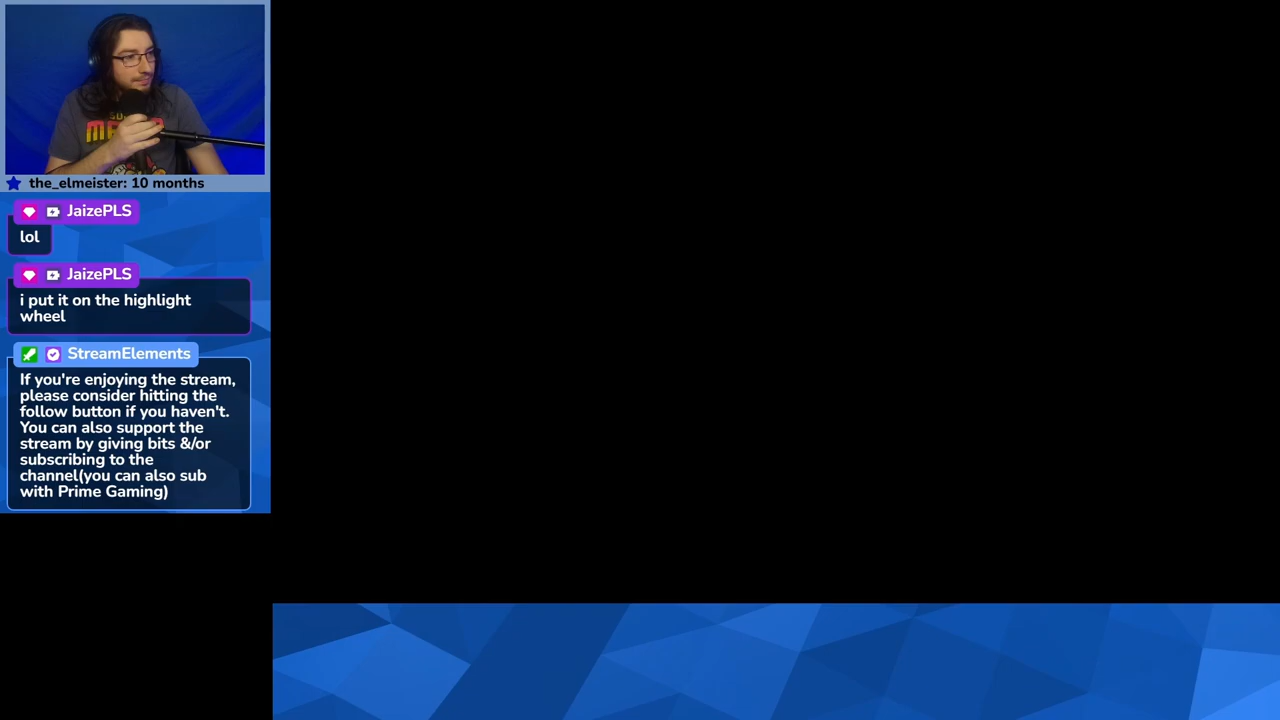 the_elmeister: 10 months
JaizePLS
lol
JaizePLS
i put it on the highlight
wheel
StreamElements
If you're enjoying the stream,
please consider hitting the
follow button if you haven't.
You can also support the
stream by giving bits &/or
subscribing to the
channel(you can also sub
with Prime Gaming)